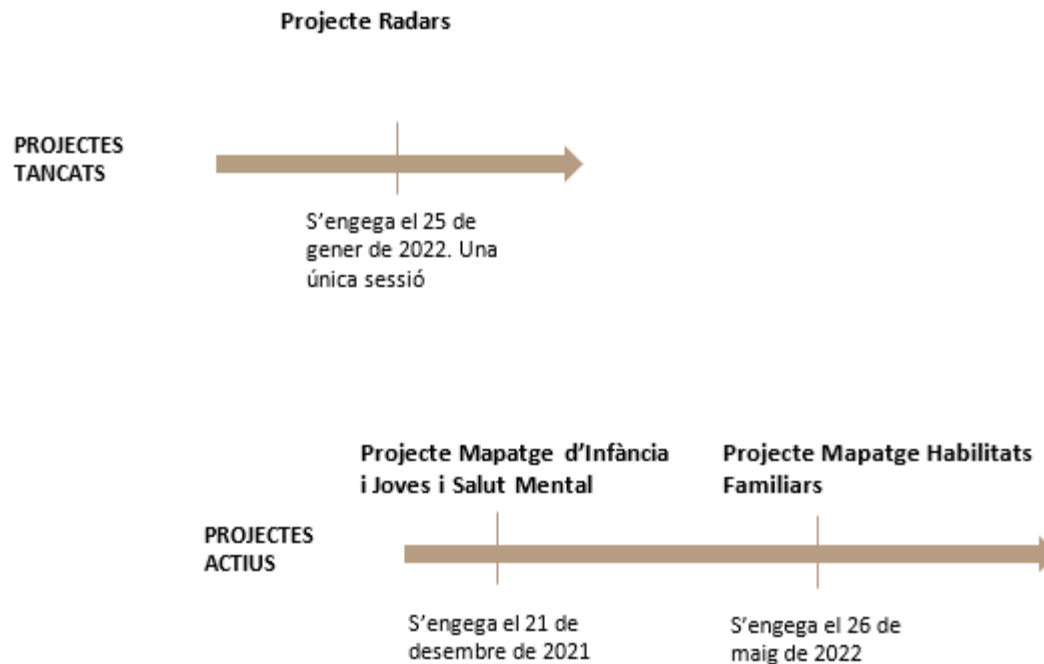 Projecte Radars
PROJECTES
TANCATS
S'engega el 25 de
gener de 2022. Una
única sessió
Projecte Mapatge d'Infància
i Joves i Salut Mental
Projecte Mapatge Habilitats
Familiars
PROJECTES
ACTIUS
S'engega el 21 de
desembre de 2021
S'engega el 26 de
maig de 2022